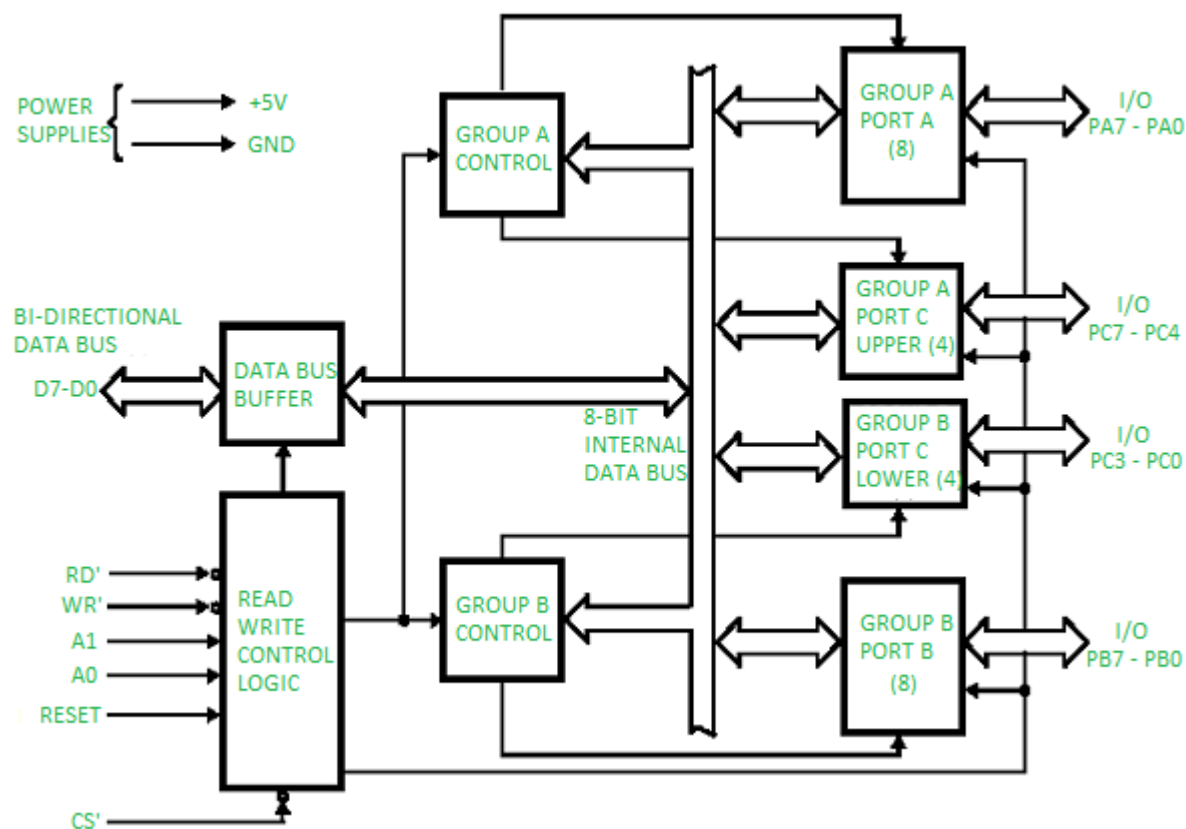 POWER
SUPPLIES
+5V
GND
GROUP A
CONTROL
GROUP A
PORT A
(8)
I/O
PA7 - PA0
GROUP A
PORT C
UPPER (4)
I/O
PC7 - PC4
BI-DIRECTIONAL
DATA BUS
D7-D0
DATA BUS
BUFFER
8-BIT
INTERNAL
DATA BUS
GROUP B
PORT C
LOWER (4)
I/O
PC3 - PC0
RD'
WR'
A1
A0
RESET
CS'
READ
WRITE
CONTROL
LOGIC
GROUP B
CONTROL
GROUP B
PORT B
(8)
I/O
PB7 - PB0